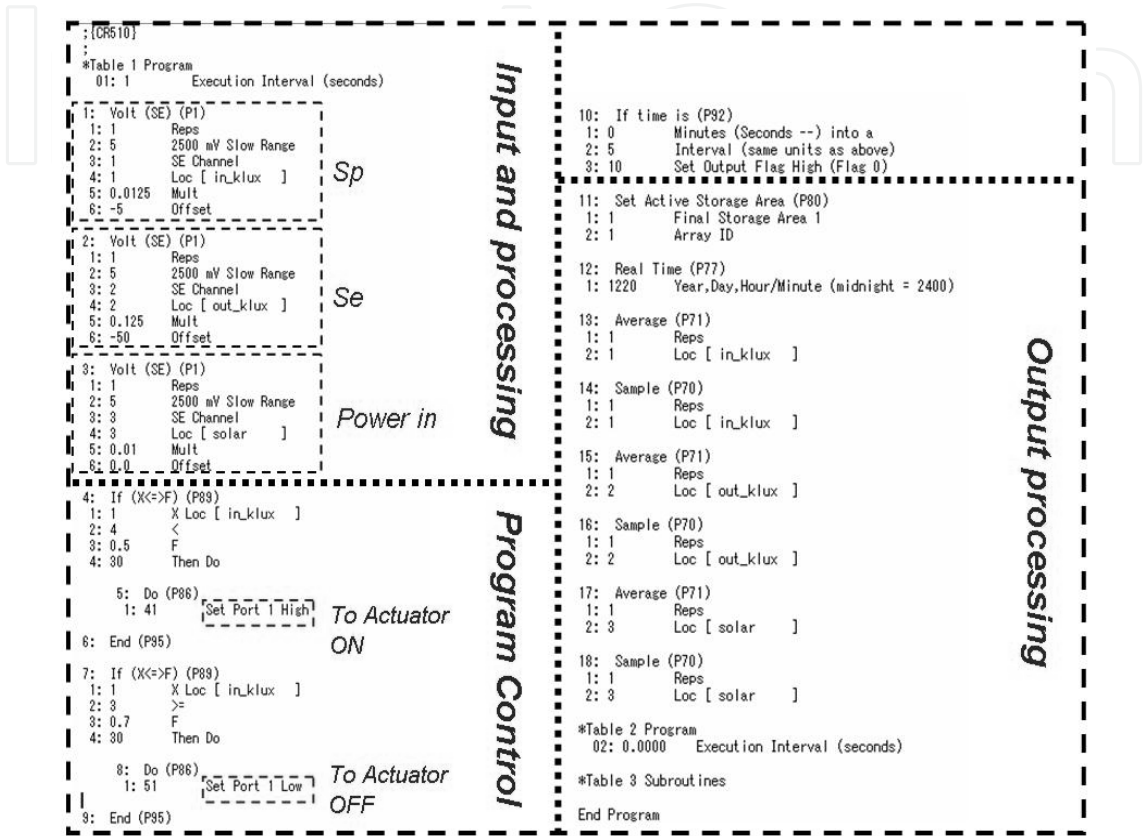 ;{CR510}
;
*Table 1 Program
01: 1 Execution Interval (seconds)
1: Volt (SE) (P1)
1: 1 Reps
2: 5 2500 mV Slow Range
3: 1 SE Channel
4: 1 Loc [ in_klux ]
5: 0.0125 Mult
6: -5 Offset
Sp
2: Volt (SE) (P1)
1: 1 Reps
2: 5 2500 mV Slow Range
3: 2 SE Channel
4: 2 Loc [ out_klux ]
5: 0.125 Mult
6: -50 Offset
Se
3: Volt (SE) (P1)
1: 1 Reps
2: 5 2500 mV Slow Range
3: 3 SE Channel
4: 3 Loc [ solar ]
5: 0.01 Mult
6: 0.0 Offset
Power in
Input and processing
4: If (X<=>F) (P89)
1: 1 X Loc [ in_klux ]
2: 4 <
3: 0.5 F
4: 30 Then Do
5: Do (P86)
1: 41 Set Port 1 High
To Actuator
ON
6: End (P95)
7: If (X<=>F) (P89)
1: 1 X Loc [ in_klux ]
2: 3 >=
3: 0.7 F
4: 30 Then Do
8: Do (P86)
1: 51 Set Port 1 Low
To Actuator
OFF
9: End (P95)
Program Control
10: If time is (P92)
1: 0 Minutes (Seconds --) into a
2: 5 Interval (same units as above)
3: 10 Set Output Flag High (Flag 0)
11: Set Active Storage Area (P80)
1: 1 Final Storage Area 1
2: 1 Array ID
12: Real Time (P77)
1: 1220 Year,Day,Hour/Minute (midnight = 2400)
13: Average (P71)
1: 1 Reps
2: 1 Loc [ in_klux ]
14: Sample (P70)
1: 1 Reps
2: 1 Loc [ in_klux ]
15: Average (P71)
1: 1 Reps
2: 2 Loc [ out_klux ]
16: Sample (P70)
1: 1 Reps
2: 2 Loc [ out_klux ]
17: Average (P71)
1: 1 Reps
2: 3 Loc [ solar ]
18: Sample (P70)
1: 1 Reps
2: 3 Loc [ solar ]
*Table 2 Program
02: 0.0000 Execution Interval (seconds)
*Table 3 Subroutines
End Program
Output processing